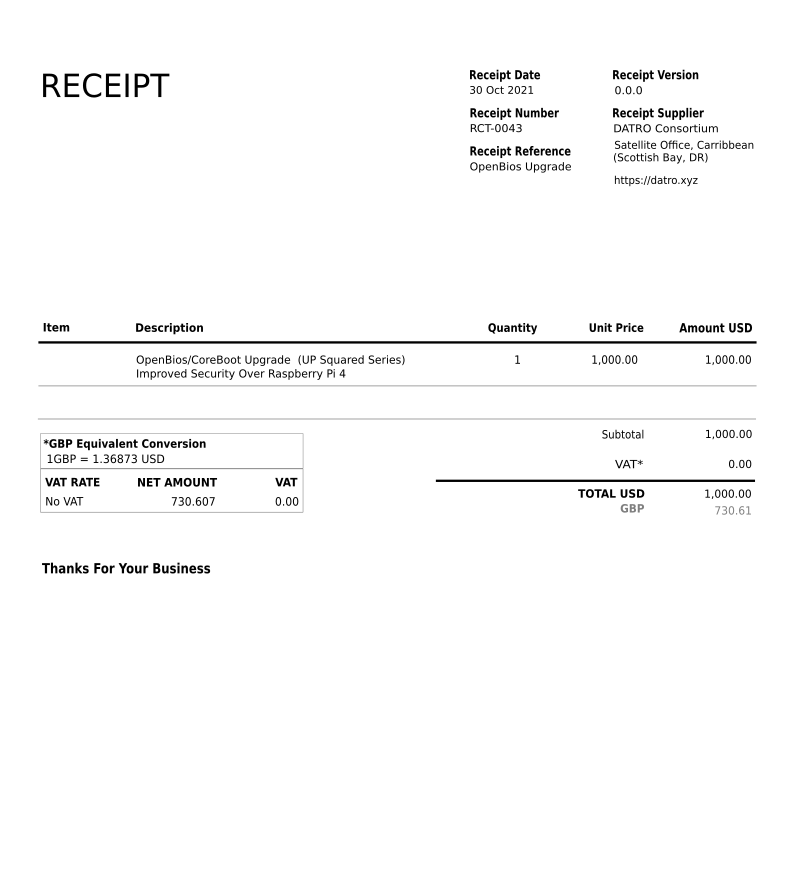 RECEIPT
Receipt Date
30 Oct 2021
Receipt Number
RCT-0043
Receipt Reference
OpenBios Upgrade
Receipt Version
0.0.0
Receipt Supplier
DATRO Consortium
Satellite Office, Carribbean
(Scottish Bay, DR)
https://datro.xyz
Item Description Quantity Unit Price Amount USD
OpenBios/CoreBoot Upgrade (UP Squared Series) 1 1,000.00 1,000.00
Improved Security Over Raspberry Pi 4
*GBP Equivalent Conversion
1GBP = 1.36873 USD
VAT RATE NET AMOUNT VAT
No VAT 730.607 0.00
Subtotal 1,000.00
VAT* 0.00
TOTAL USD 1,000.00
GBP 730.61
Thanks For Your Business